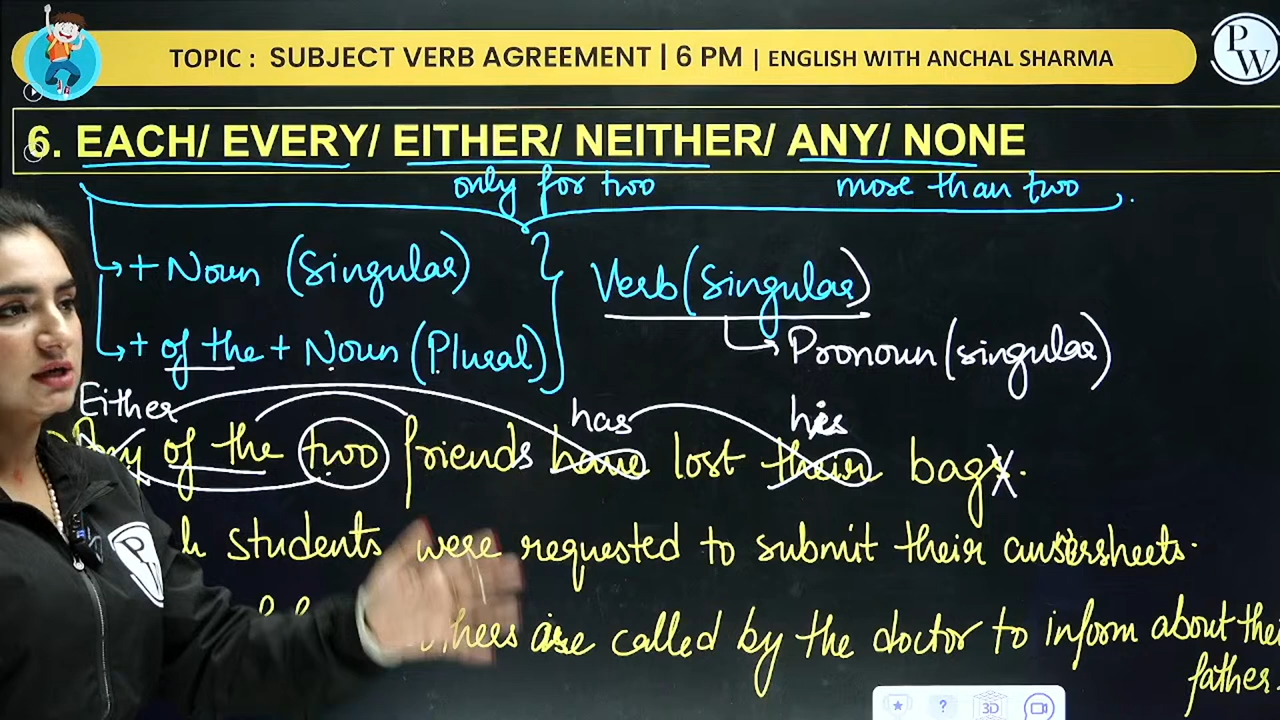 TOPIC : SUBJECT VERB AGREEMENT | 6 PM | ENGLISH WITH ANCHAL SHARMA
P
W
6. EACH/ EVERY/ EITHER/ NEITHER/ ANY/ NONE
only for two
more than two
+ Noun (Singular)
+ of the + Noun (Plural)
Verb (Singular)
Pronoun (singular)
Either has his
of the two friends have lost their bags.
students were requested to submit their answersheets.
are called by the doctor to inform about
father.
P
W
3D